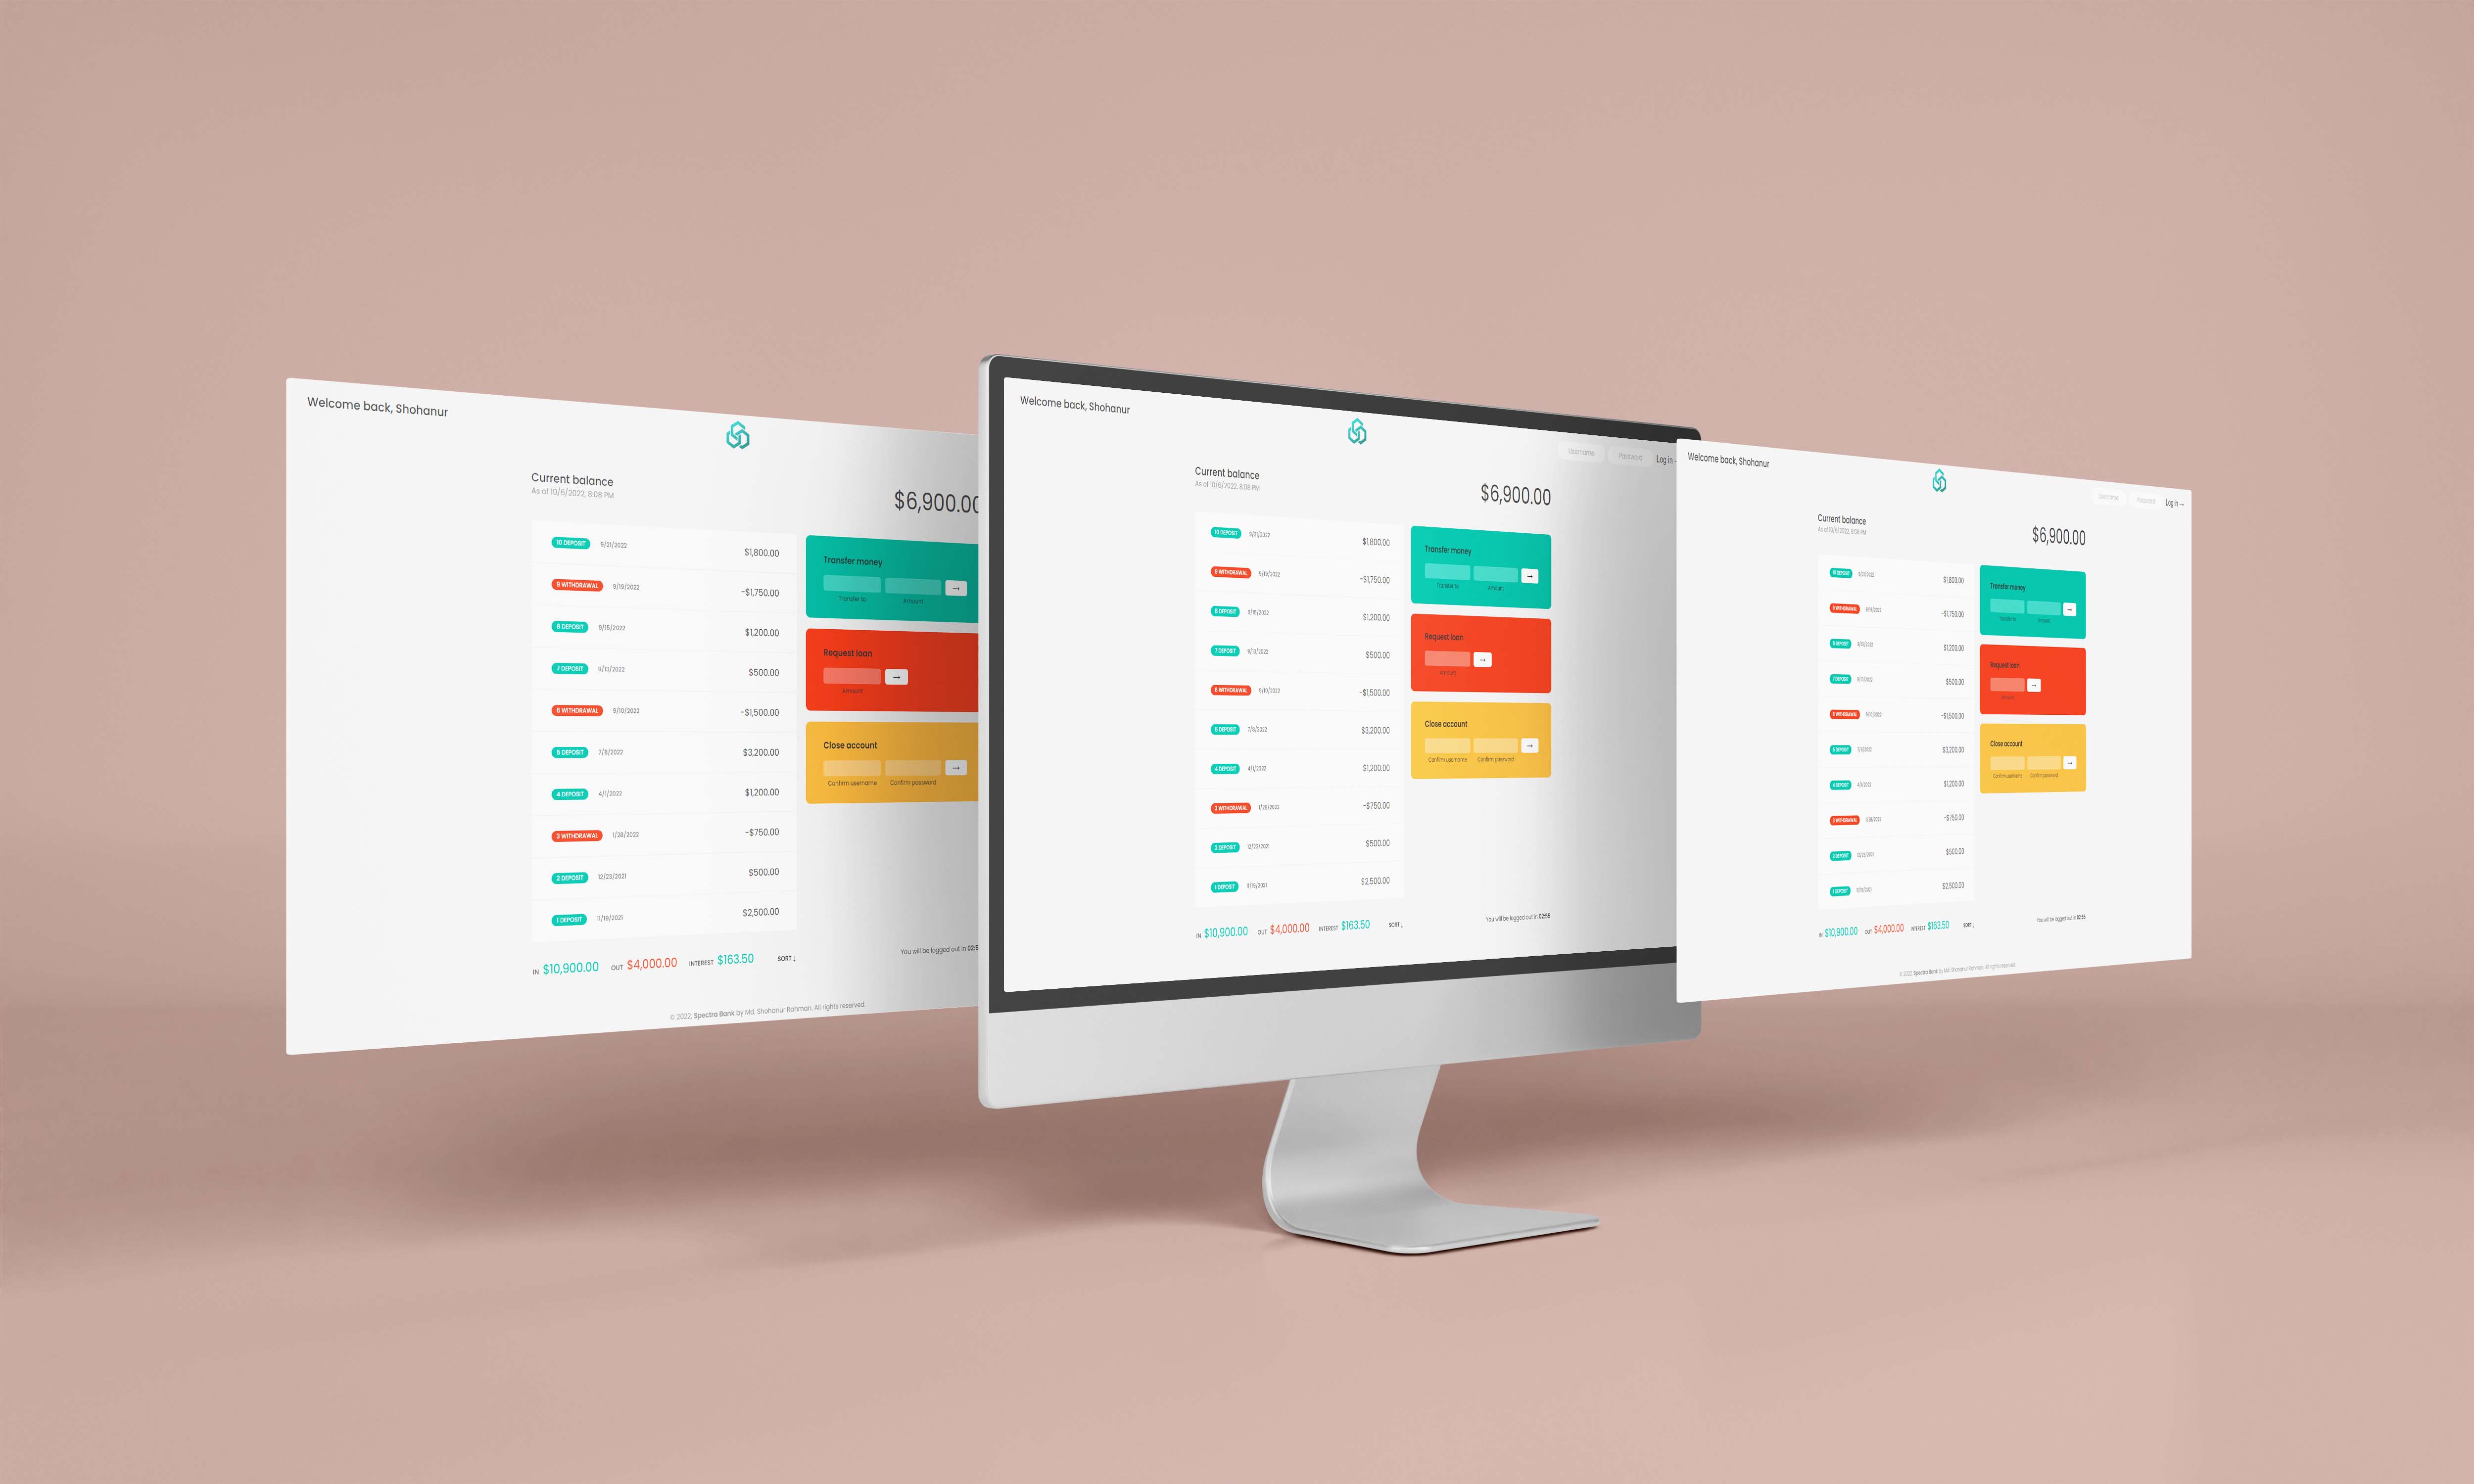 Welcome back, Shohanur
Current balance
As of 10/6/2022, 8:08 PM
$6,900.00
10 DEPOSIT 9/21/2022 $1,800.00
9 WITHDRAWAL 9/19/2022 -$1,750.00
8 DEPOSIT 9/15/2022 $1,200.00
7 DEPOSIT 9/13/2022 $500.00
6 WITHDRAWAL 9/10/2022 -$1,500.00
5 DEPOSIT 7/8/2022 $3,200.00
4 DEPOSIT 4/1/2022 $1,200.00
3 WITHDRAWAL 1/28/2022 -$750.00
2 DEPOSIT 12/23/2021 $500.00
1 DEPOSIT 11/19/2021 $2,500.00
Transfer money
→
Transfer to Amount
Request loan
→
Amount
Close account
→
Confirm username Confirm password
IN $10,900.00 OUT $4,000.00 INTEREST $163.50 SORT ↓
You will be logged out in 02:5
© 2022, Spectra Bank by Md. Shohanur Rahman. All rights reserved.
Welcome back, Shohanur
Username Password Log in
Current balance
As of 10/6/2022, 8:08 PM
$6,900.00
10 DEPOSIT 9/21/2022 $1,800.00
9 WITHDRAWAL 9/19/2022 -$1,750.00
8 DEPOSIT 9/15/2022 $1,200.00
7 DEPOSIT 9/13/2022 $500.00
6 WITHDRAWAL 9/10/2022 -$1,500.00
5 DEPOSIT 7/8/2022 $3,200.00
4 DEPOSIT 4/1/2022 $1,200.00
3 WITHDRAWAL 1/28/2022 -$750.00
2 DEPOSIT 12/23/2021 $500.00
1 DEPOSIT 11/19/2021 $2,500.00
Transfer money
→
Transfer to Amount
Request loan
→
Amount
Close account
→
Confirm username Confirm password
IN $10,900.00 OUT $4,000.00 INTEREST $163.50 SORT ↓
You will be logged out in 02:55
Welcome back, Shohanur
Username Password Log in →
Current balance
As of 10/6/2022, 8:08 PM
$6,900.00
10 DEPOSIT 9/21/2022 $1,800.00
9 WITHDRAWAL 9/19/2022 -$1,750.00
8 DEPOSIT 9/15/2022 $1,200.00
7 DEPOSIT 9/13/2022 $500.00
6 WITHDRAWAL 9/10/2022 -$1,500.00
5 DEPOSIT 7/8/2022 $3,200.00
4 DEPOSIT 4/1/2022 $1,200.00
3 WITHDRAWAL 1/28/2022 -$750.00
2 DEPOSIT 12/23/2021 $500.00
1 DEPOSIT 11/19/2021 $2,500.00
Transfer money
→
Transfer to Amount
Request loan
→
Amount
Close account
→
Confirm username Confirm password
IN $10,900.00 OUT $4,000.00 INTEREST $163.50 SORT ↓
You will be logged out in 02:55
© 2022, Spectra Bank by Md. Shohanur Rahman. All rights reserved.